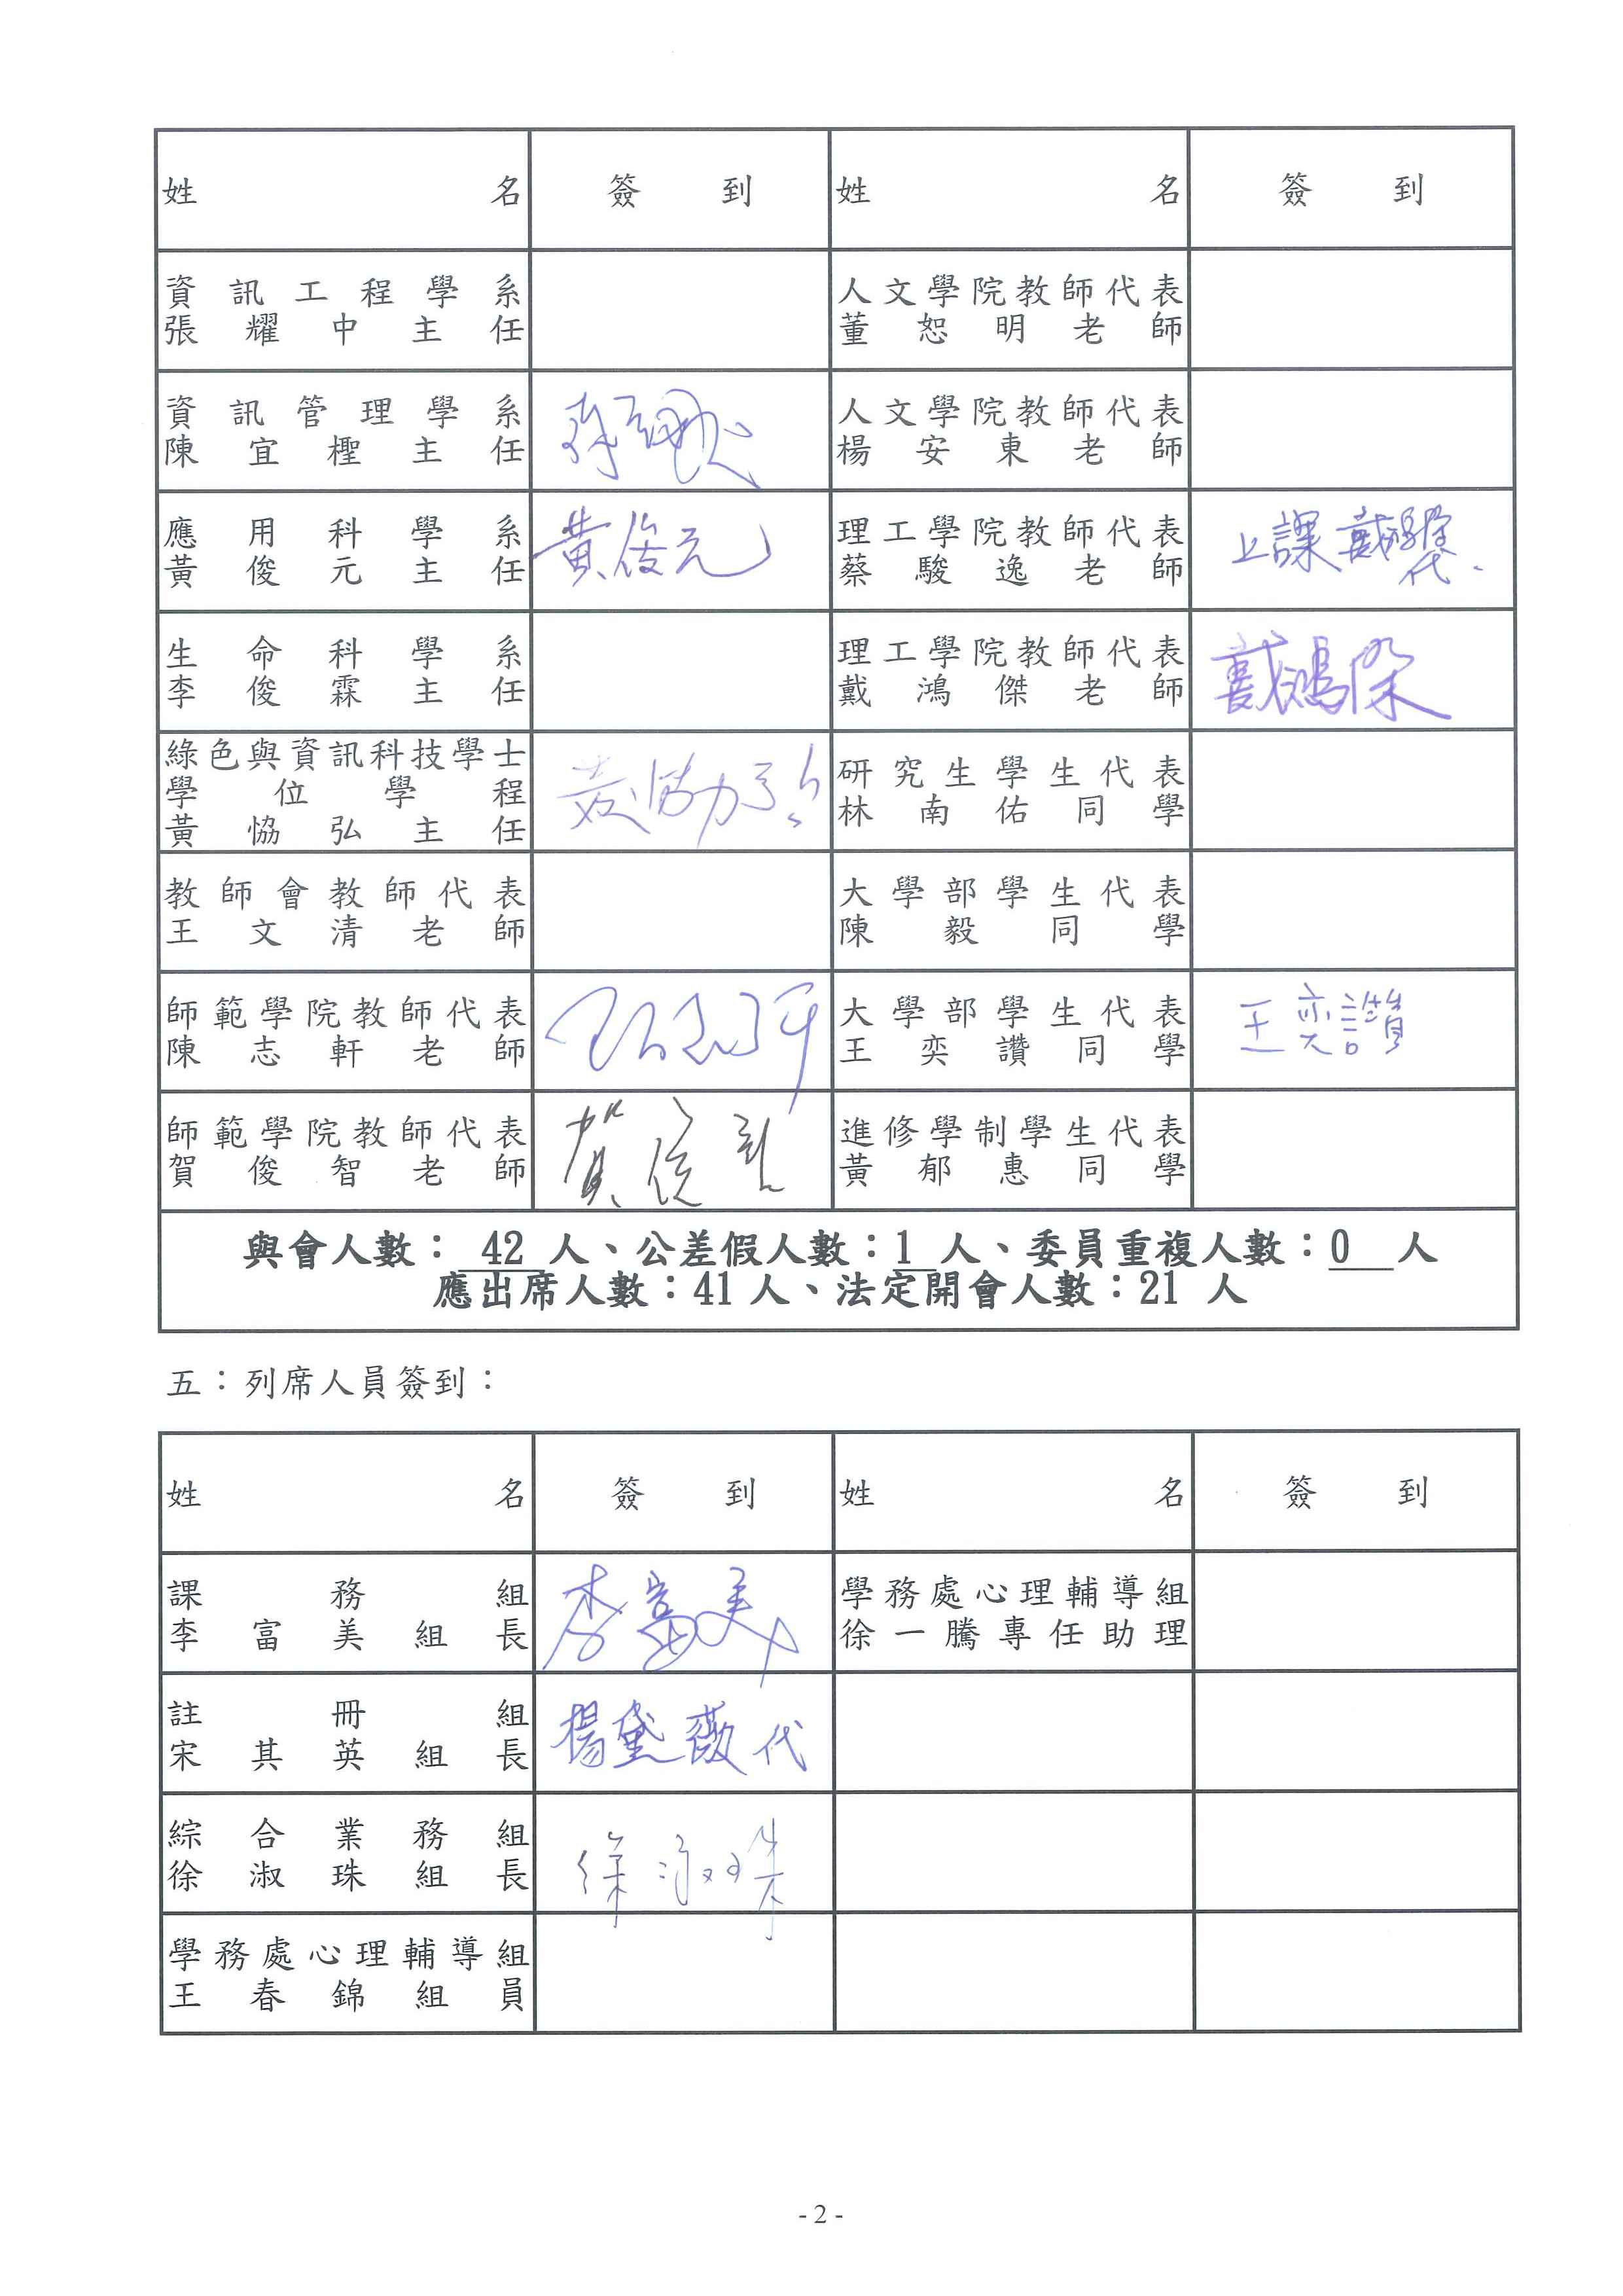 姓名 簽到 姓名 簽到
資訊工程學系
張耀中主任
人文學院教師代表
董恕明老師
資訊管理學系
陳宜檉主任
人文學院教師代表
楊安東老師
應用科學系
黃俊元主任
黃俊元
理工學院教師代表
蔡駿逸老師
上課 戴鴻傑
代
生命科學系
李俊霖主任
理工學院教師代表
戴鴻傑老師
戴鴻傑
綠色與資訊科技學士
學位學程
黃恊弘主任
研究生學生代表
林南佑同學
教師會教師代表
王文清老師
大學部學生代表
陳毅同學
師範學院教師代表
陳志軒老師
大學部學生代表
王奕讚同學
王奕讚
師範學院教師代表
賀俊智老師
賀俊智
進修學制學生代表
黃郁惠同學
與會人數：42 人、公差假人數：1 人、委員重複人數：0 人
應出席人數：41 人、法定開會人數：21 人
五：列席人員簽到：
姓名 簽到 姓名 簽到
課務組
李富美組長
李富美
學務處心理輔導組
徐一騰專任助理
註冊組
宋其英組長
楊黛薇代
綜合業務組
徐淑珠組長
徐淑珠
學務處心理輔導組
王春錦組員
- 2 -